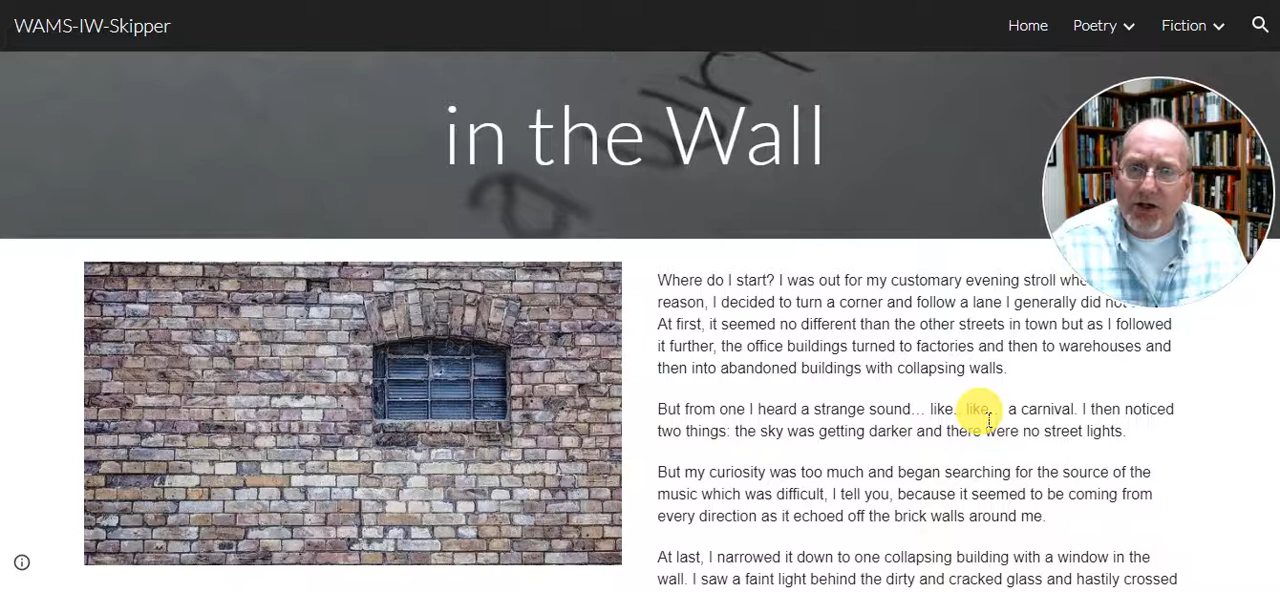 WAMS-IW-Skipper
Home Poetry Fiction
in the Wall
Where do I start? I was out for my customary evening stroll
reason, I decided to turn a corner and follow a lane I generally did
At first, it seemed no different than the other streets in town but as I followed
it further, the office buildings turned to factories and then to warehouses and
then into abandoned buildings with collapsing walls.
But from one I heard a strange sound… like.. like… a carnival. I then noticed
two things: the sky was getting darker and there were no street lights.
But my curiosity was too much and began searching for the source of the
music which was difficult, I tell you, because it seemed to be coming from
every direction as it echoed off the brick walls around me.
At last, I narrowed it down to one collapsing building with a window in the
wall. I saw a faint light behind the dirty and cracked glass and hastily crossed